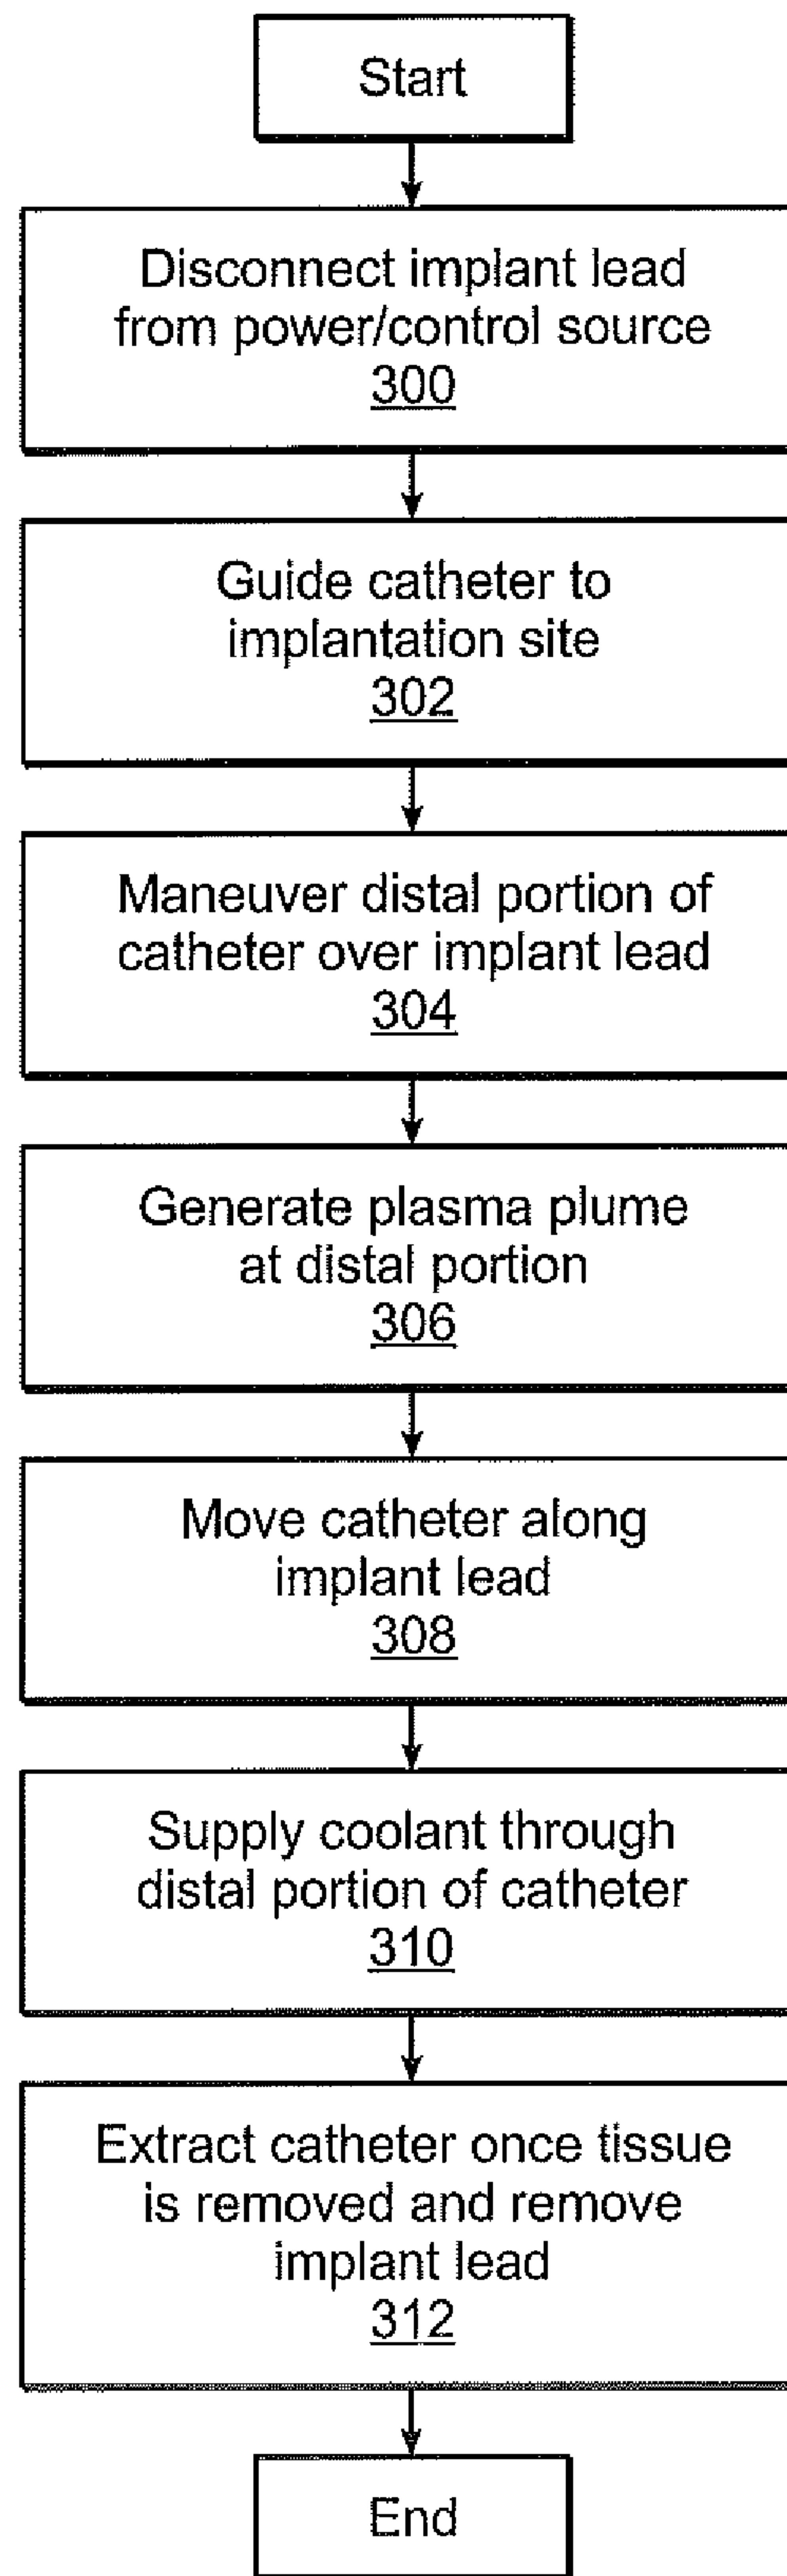 Start
Disconnect implant lead
from power/control source
300
Guide catheter to
implantation site
302
Maneuver distal portion of
catheter over implant lead
304
Generate plasma plume
at distal portion
306
Move catheter along
implant lead
308
Supply coolant through
distal portion of catheter
310
Extract catheter once tissue
is removed and remove
implant lead
312
End